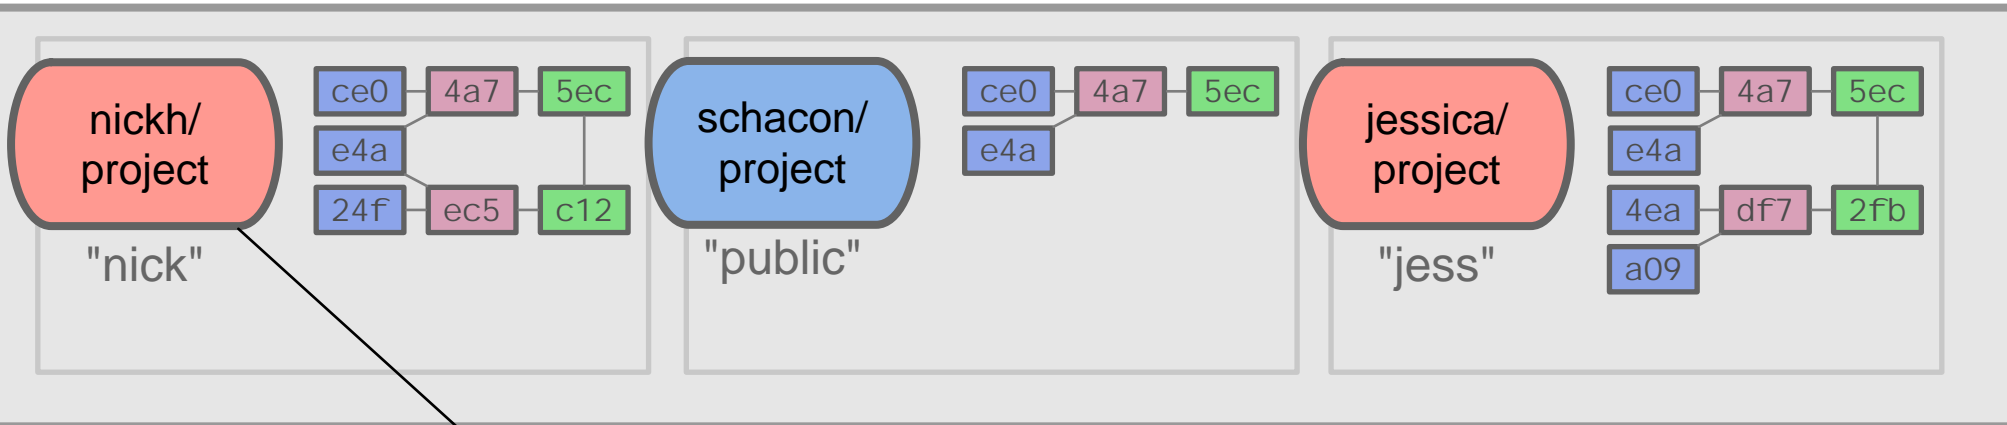 nickh/
project
"nick"
ce0 4a7 5ec
e4a
24f ec5 c12
schacon/
project
"public"
ce0 4a7 5ec
e4a
jessica/
project
"jess"
ce0 4a7 5ec
e4a
4ea df7 2fb
a09